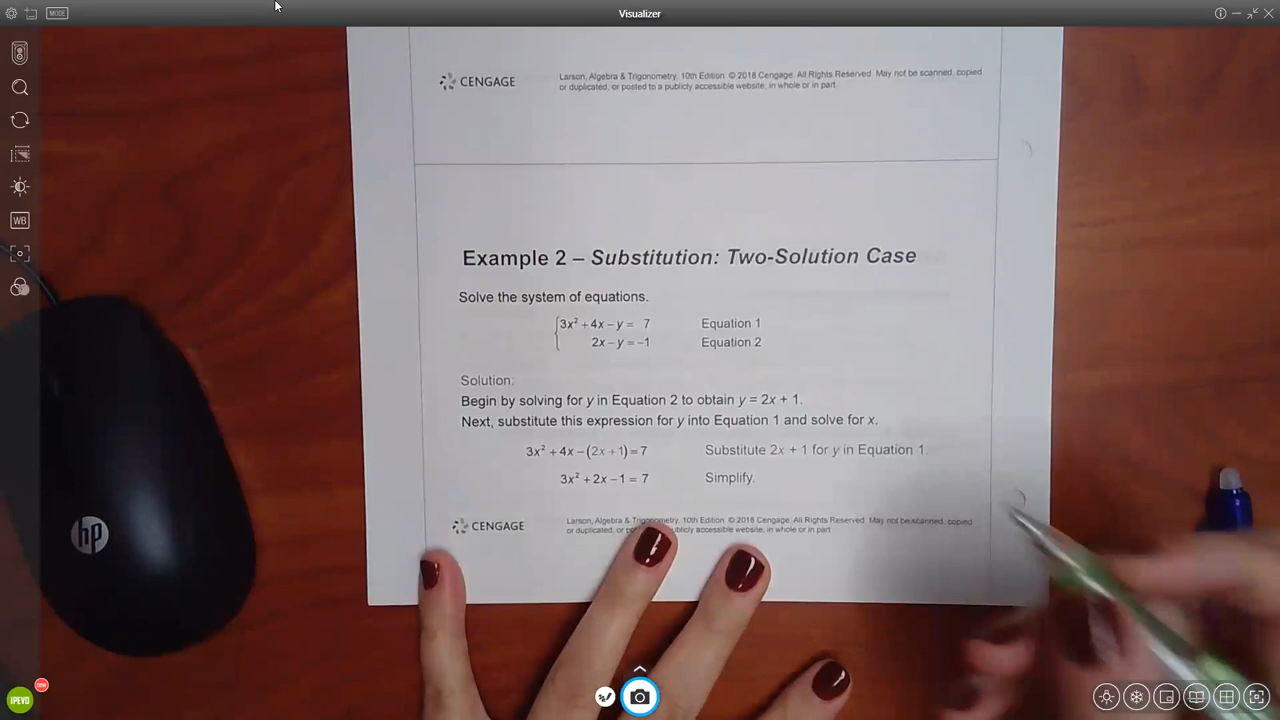 MODE
Visualizer
CENGAGE
Larson, Algebra & Trigonometry, 10th Edition. © 2018 Cengage. All Rights Reserved. May not be scanned, copied
or duplicated, or posted to a publicly accessible website, in whole or in part.
Example 2 – Substitution: Two-Solution Case
Solve the system of equations.
3x² + 4x – y = 7 Equation 1
2x – y = –1 Equation 2
Solution:
Begin by solving for y in Equation 2 to obtain y = 2x + 1.
Next, substitute this expression for y into Equation 1 and solve for x.
3x² + 4x – (2x + 1) = 7 Substitute 2x + 1 for y in Equation 1.
3x² + 2x – 1 = 7 Simplify.
CENGAGE
Larson, Algebra & Trigonometry, 10th Edition. © 2018 Cengage. All Rights Reserved. May not be scanned, copied
or duplicated, or publicly accessible website, in whole or in part.
hp
WB
IPEVO
new